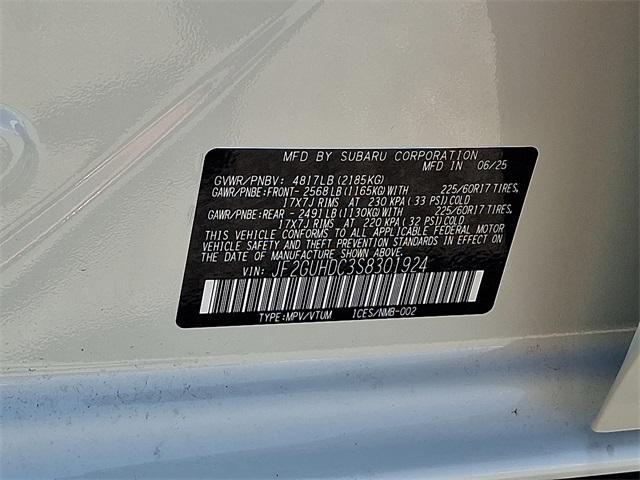 MFD BY SUBARU CORPORATION
MFD IN 06/25
GVWR/PNBV: 4817LB (2185KG)
GAWR/PNBE:FRONT-2568LB(1165KG)WITH 225/60R17 TIRES,
17x7J RIMS AT 230 KPA (33 PSI)COLD
GAWR/PNBE:REAR -2491LB(1130KG)WITH 225/60R17 TIRES,
17x7J RIMS AT 220 KPA (32 PSI)COLD
THIS VEHICLE CONFORMS TO ALL APPLICABLE FEDERAL MOTOR
VEHICLE SAFETY AND THEFT PREVENTION STANDARDS IN EFFECT ON
THE DATE OF MANUFACTURE SHOWN ABOVE.
VIN: JF2GUHDC3S8301924
TYPE:MPV/VTUM 1CES/NMB-002